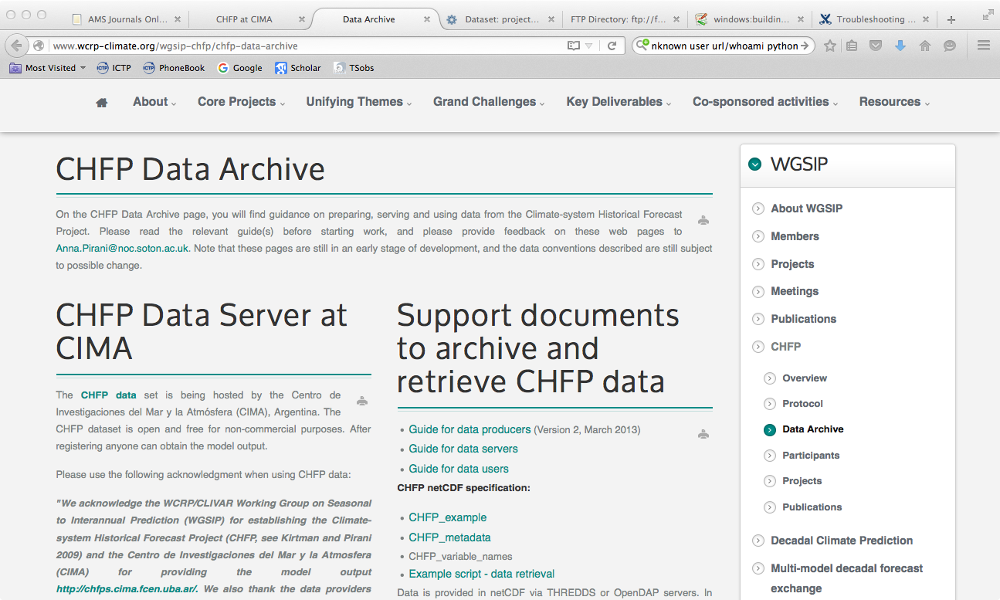 AMS Journals Onl...
CHFP at CIMA
Data Archive
Dataset: project...
FTP Directory: ftp://f...
windows:buildin...
Troubleshooting ...
www.wcrp-climate.org/wgsip-chfp/chfp-data-archive
nknown user url/whoami python
Most Visited
ICTP
PhoneBook
Google
Scholar
TSobs
About
Core Projects
Unifying Themes
Grand Challenges
Key Deliverables
Co-sponsored activities
Resources
CHFP Data Archive
On the CHFP Data Archive page, you will find guidance on preparing, serving and using data from the Climate-system Historical Forecast
Project. Please read the relevant guide(s) before starting work, and please provide feedback on these web pages to
Anna.Pirani@noc.soton.ac.uk. Note that these pages are still in an early stage of development, and the data conventions described are still subject
to possible change.
CHFP Data Server at
CIMA
The CHFP data set is being hosted by the Centro de
Investigaciones del Mar y la Atmósfera (CIMA), Argentina. The
CHFP dataset is open and free for non-commercial purposes. After
registering anyone can obtain the model output.
Please use the following acknowledgment when using CHFP data:
"We acknowledge the WCRP/CLIVAR Working Group on Seasonal
to Interannual Prediction (WGSIP) for establishing the Climate-
system Historical Forecast Project (CHFP, see Kirtman and Pirani
2009) and the Centro de Investigaciones del Mar y la Atmosfera
(CIMA) for providing the model output
http://chfps.cima.fcen.uba.ar/. We also thank the data providers
Support documents
to archive and
retrieve CHFP data
• Guide for data producers (Version 2, March 2013)
• Guide for data servers
• Guide for data users
CHFP netCDF specification:
• CHFP_example
• CHFP_metadata
• CHFP_variable_names
• Example script - data retrieval
Data is provided in netCDF via THREDDS or OpenDAP servers. In
WGSIP
About WGSIP
Members
Projects
Meetings
Publications
CHFP
Overview
Protocol
Data Archive
Participants
Projects
Publications
Decadal Climate Prediction
Multi-model decadal forecast
exchange